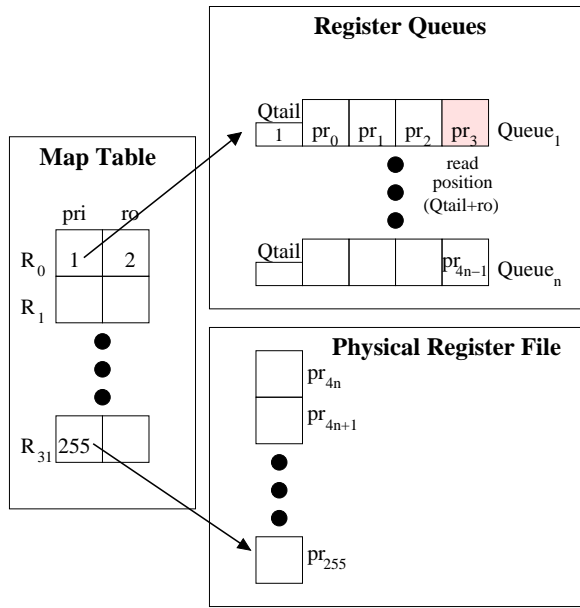 Register Queues
Qtail
1 pr0 pr1 pr2 pr3 Queue1
read
position
(Qtail+ro)
Qtail
pr4n−1 Queuen
Map Table
pri ro
R0 1 2
R1
R31 255
Physical Register File
pr4n
pr4n+1
pr255